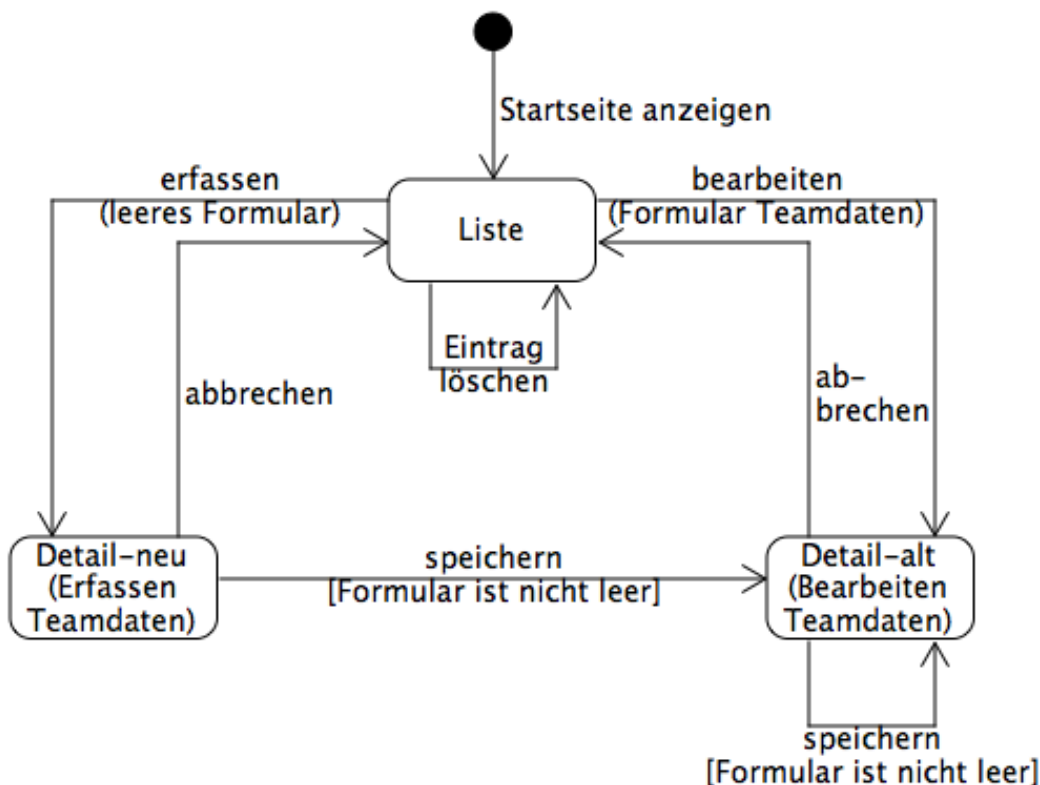 Startseite anzeigen
erfassen
(leeres Formular)
bearbeiten
(Formular Teamdaten)
Liste
Eintrag
löschen
abbrechen
ab–
brechen
Detail–neu
(Erfassen
Teamdaten)
speichern
[Formular ist nicht leer]
Detail–alt
(Bearbeiten
Teamdaten)
speichern
[Formular ist nicht leer]